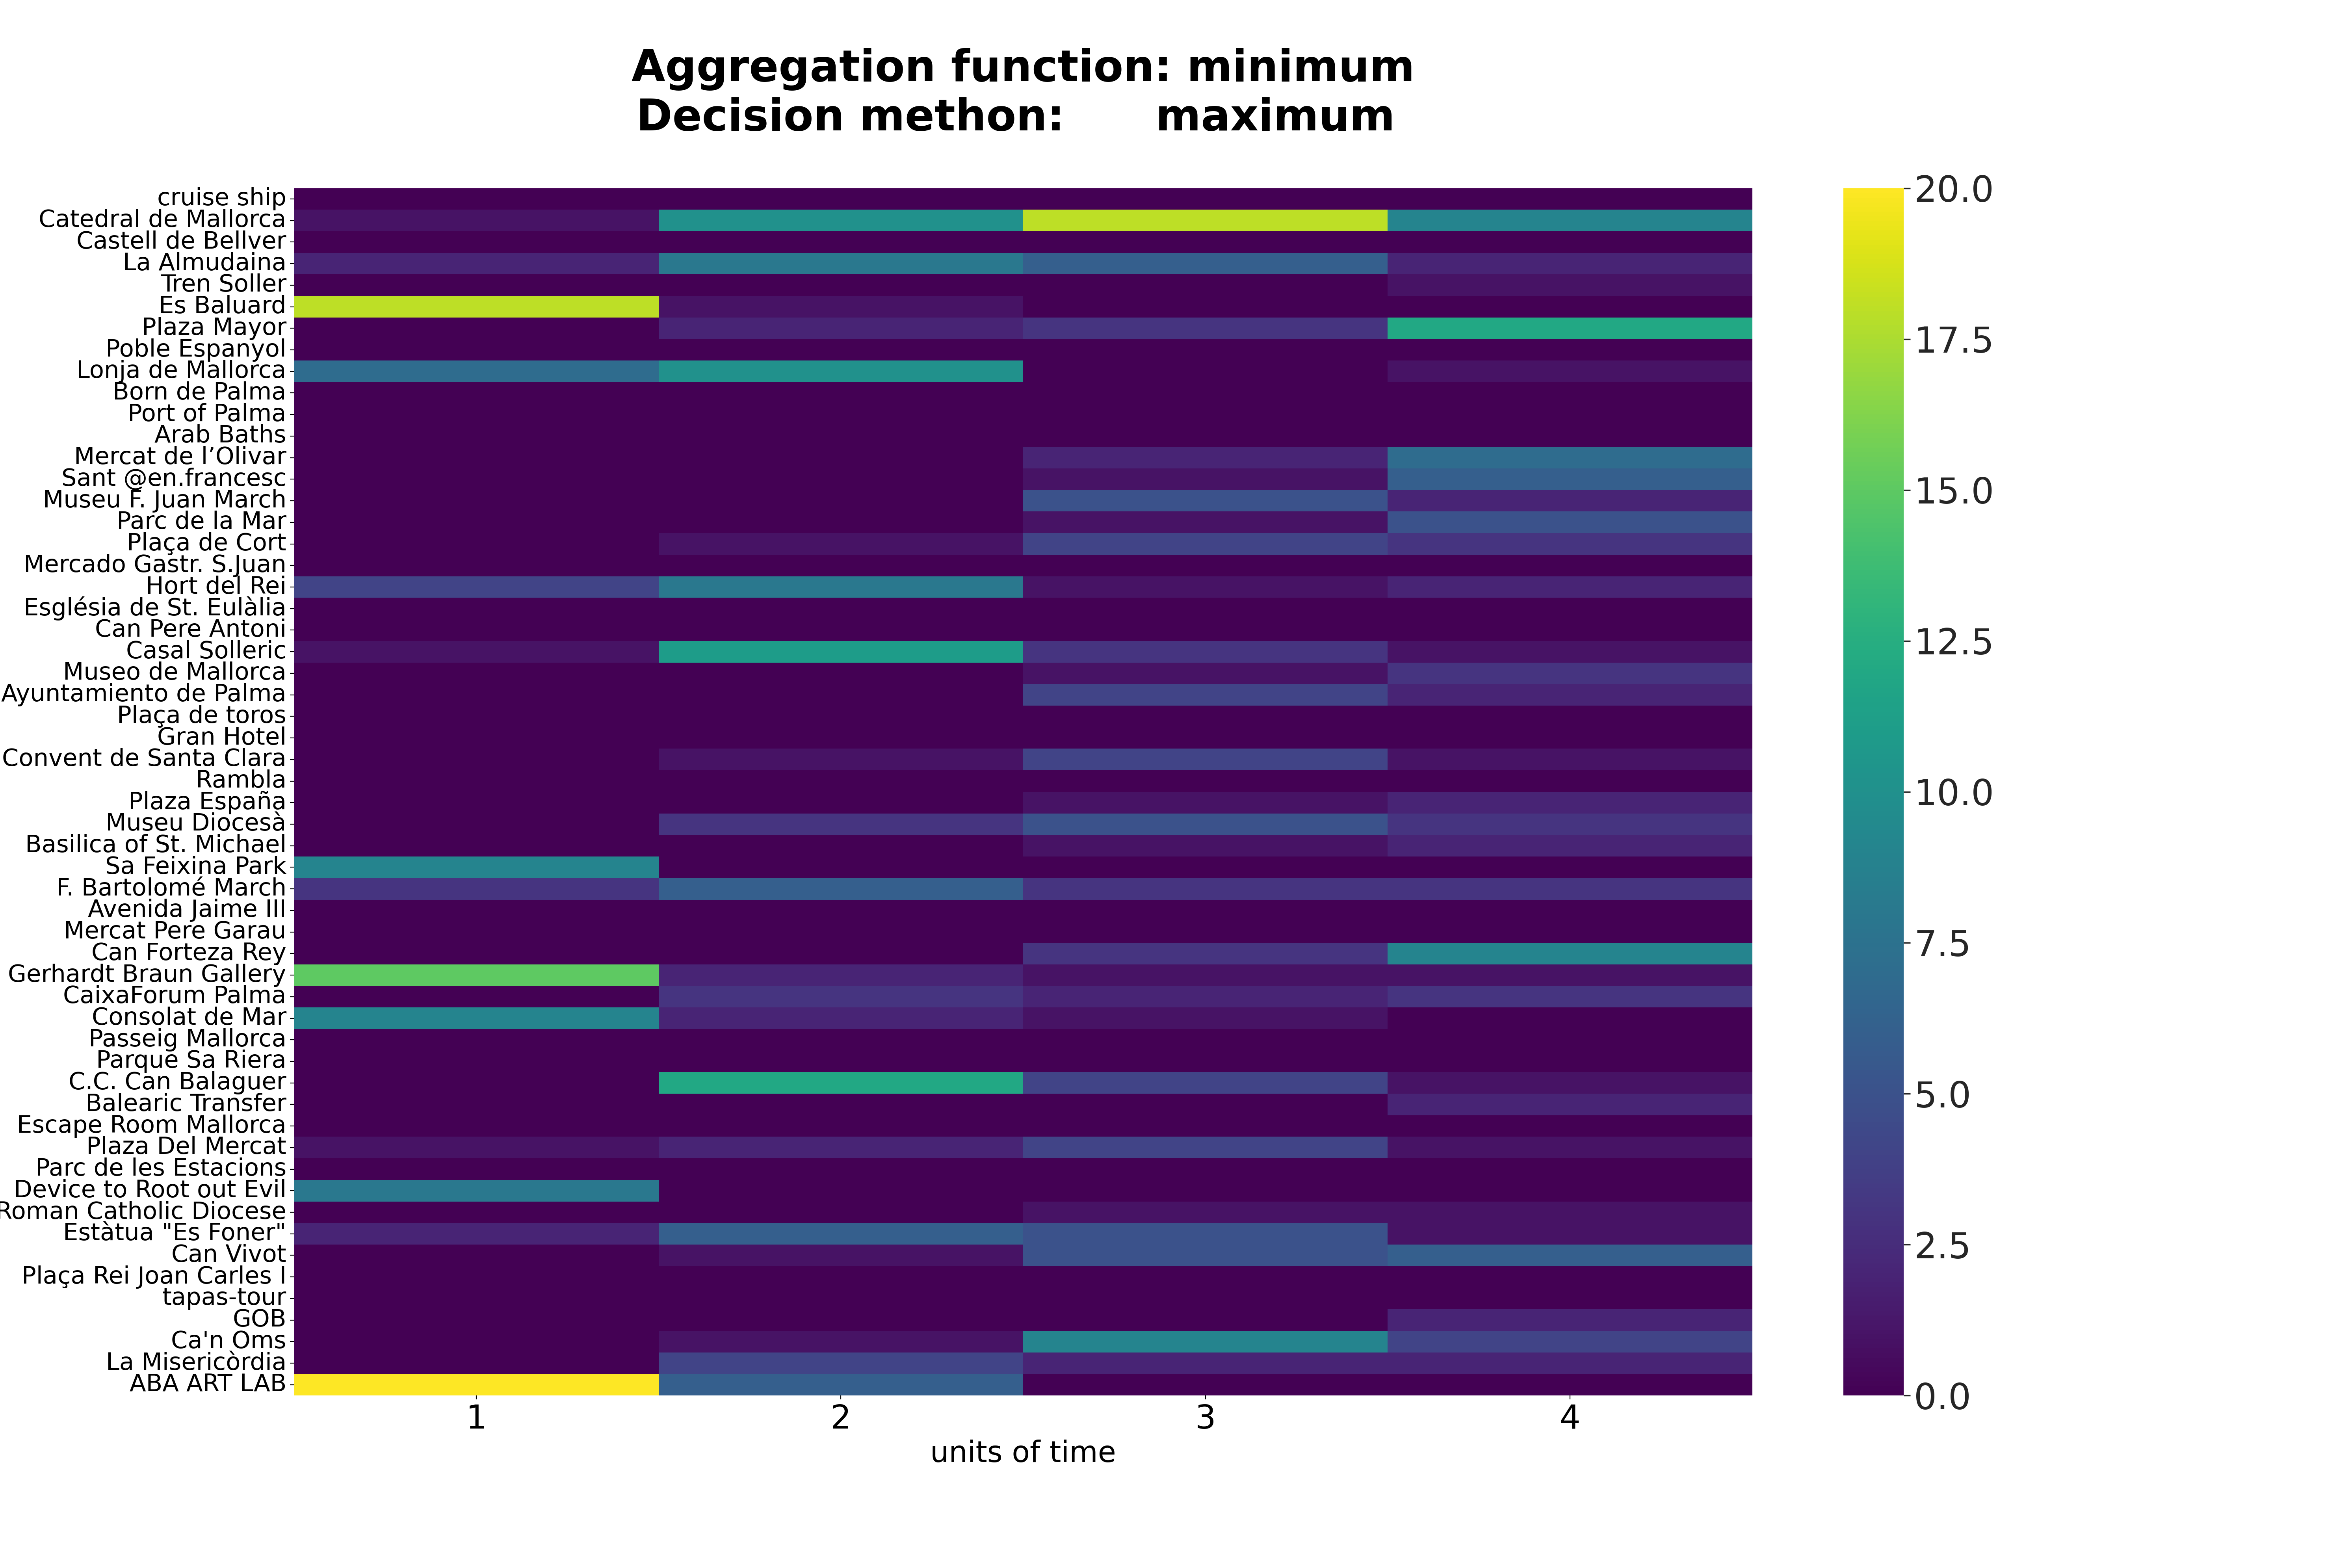 Aggregation function: minimum
Decision methon: maximum
cruise ship
Catedral de Mallorca
Castell de Bellver
La Almudaina
Tren Soller
Es Baluard
Plaza Mayor
Poble Espanyol
Lonja de Mallorca
Born de Palma
Port of Palma
Arab Baths
Mercat de l’Olivar
Sant @en.francesc
Museu F. Juan March
Parc de la Mar
Plaça de Cort
Mercado Gastr. S.Juan
Hort del Rei
Església de St. Eulàlia
Can Pere Antoni
Casal Solleric
Museo de Mallorca
Ayuntamiento de Palma
Plaça de toros
Gran Hotel
Convent de Santa Clara
Rambla
Plaza España
Museu Diocesà
Basilica of St. Michael
Sa Feixina Park
F. Bartolomé March
Avenida Jaime III
Mercat Pere Garau
Can Forteza Rey
Gerhardt Braun Gallery
CaixaForum Palma
Consolat de Mar
Passeig Mallorca
Parque Sa Riera
C.C. Can Balaguer
Balearic Transfer
Escape Room Mallorca
Plaza Del Mercat
Parc de les Estacions
Device to Root out Evil
Roman Catholic Diocese
Estàtua "Es Foner"
Can Vivot
Plaça Rei Joan Carles I
tapas-tour
GOB
Ca'n Oms
La Misericòrdia
ABA ART LAB
1 2 3 4
units of time
20.0
17.5
15.0
12.5
10.0
7.5
5.0
2.5
0.0